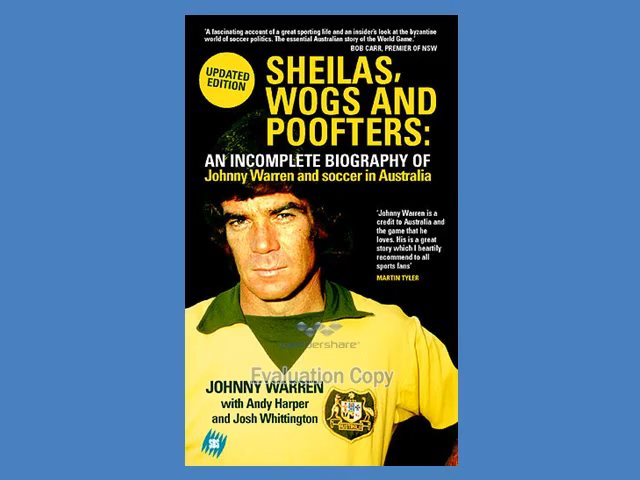 'A fascinating account of a great sporting life and an insider's look at the byzantine
world of soccer politics. The essential Australian story of the World Game.'
BOB CARR, PREMIER OF NSW
UPDATED
EDITION
SHEILAS,
WOGS AND
POOFTERS:
AN INCOMPLETE BIOGRAPHY OF
Johnny Warren and soccer in Australia
'Johnny Warren is a
credit to Australia and
the game that he
loves. His is a great
story which I heartily
recommend to all
sports fans'
MARTIN TYLER
Evaluation Copy
JOHNNY WARREN
with Andy Harper
and Josh Whittington
AUSTRALIA
SBS